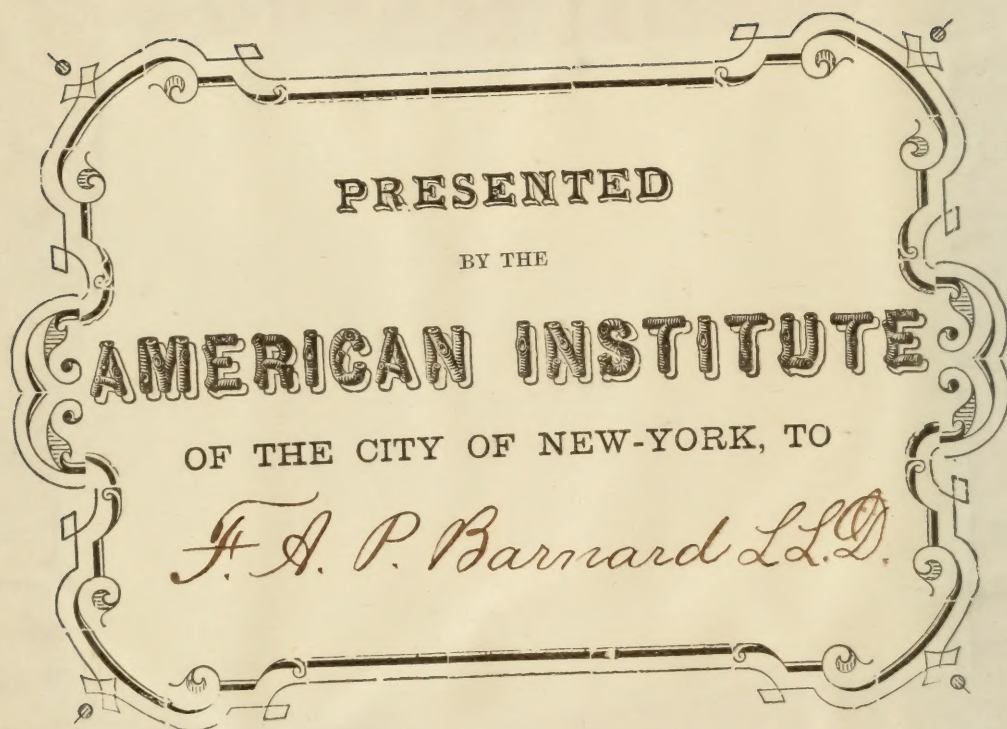 PRESENTED
BY THE
AMERICAN INSTITUTE
OF THE CITY OF NEW-YORK, TO
F. A. P. Barnard LL.D.